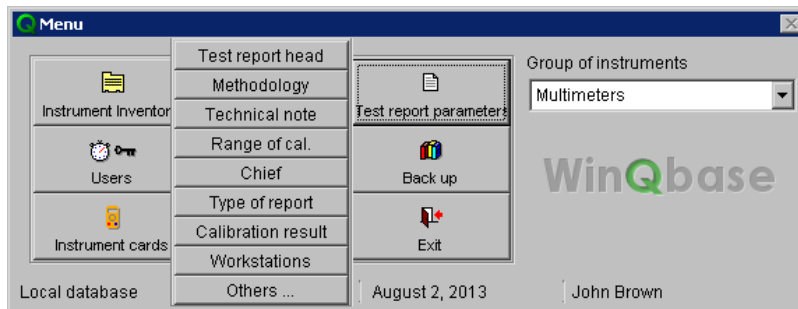 Menu
Instrument Inventor
Users
Instrument cards
Test report head
Methodology
Technical note
Range of cal.
Chief
Type of report
Calibration result
Workstations
Others ...
Test report parameters
Back up
Exit
Group of instruments
Multimeters
WinQbase
Local database
August 2, 2013
John Brown